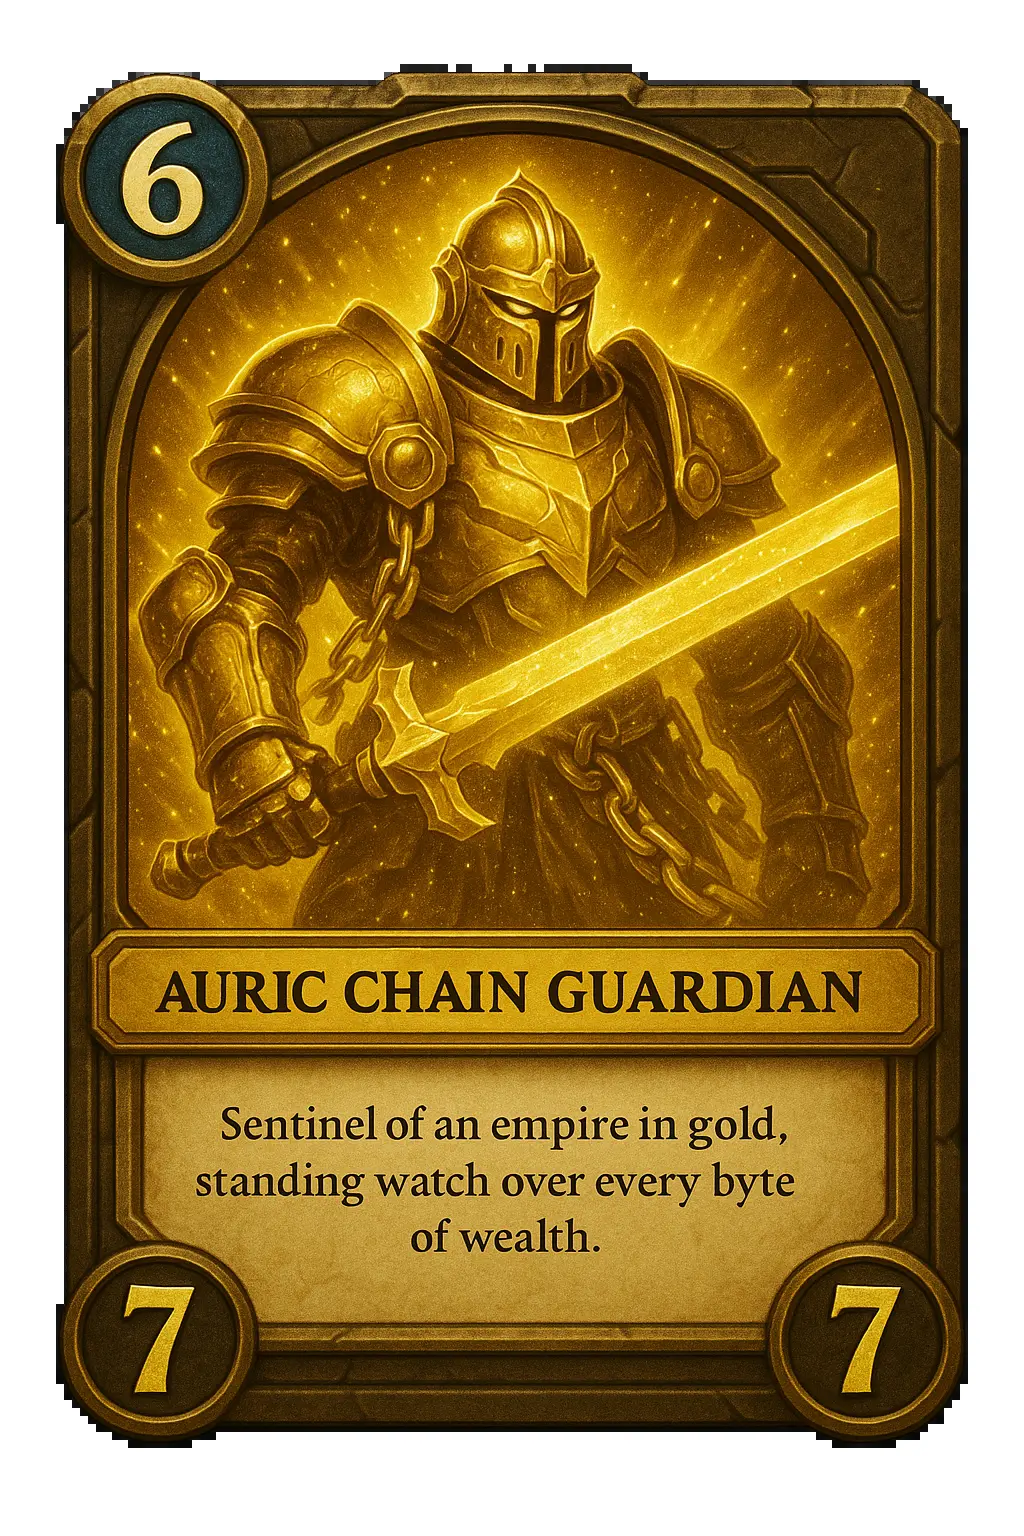 6
AURIC CHAIN GUARDIAN
Sentinel of an empire in gold,
standing watch over every byte
of wealth.
7
7